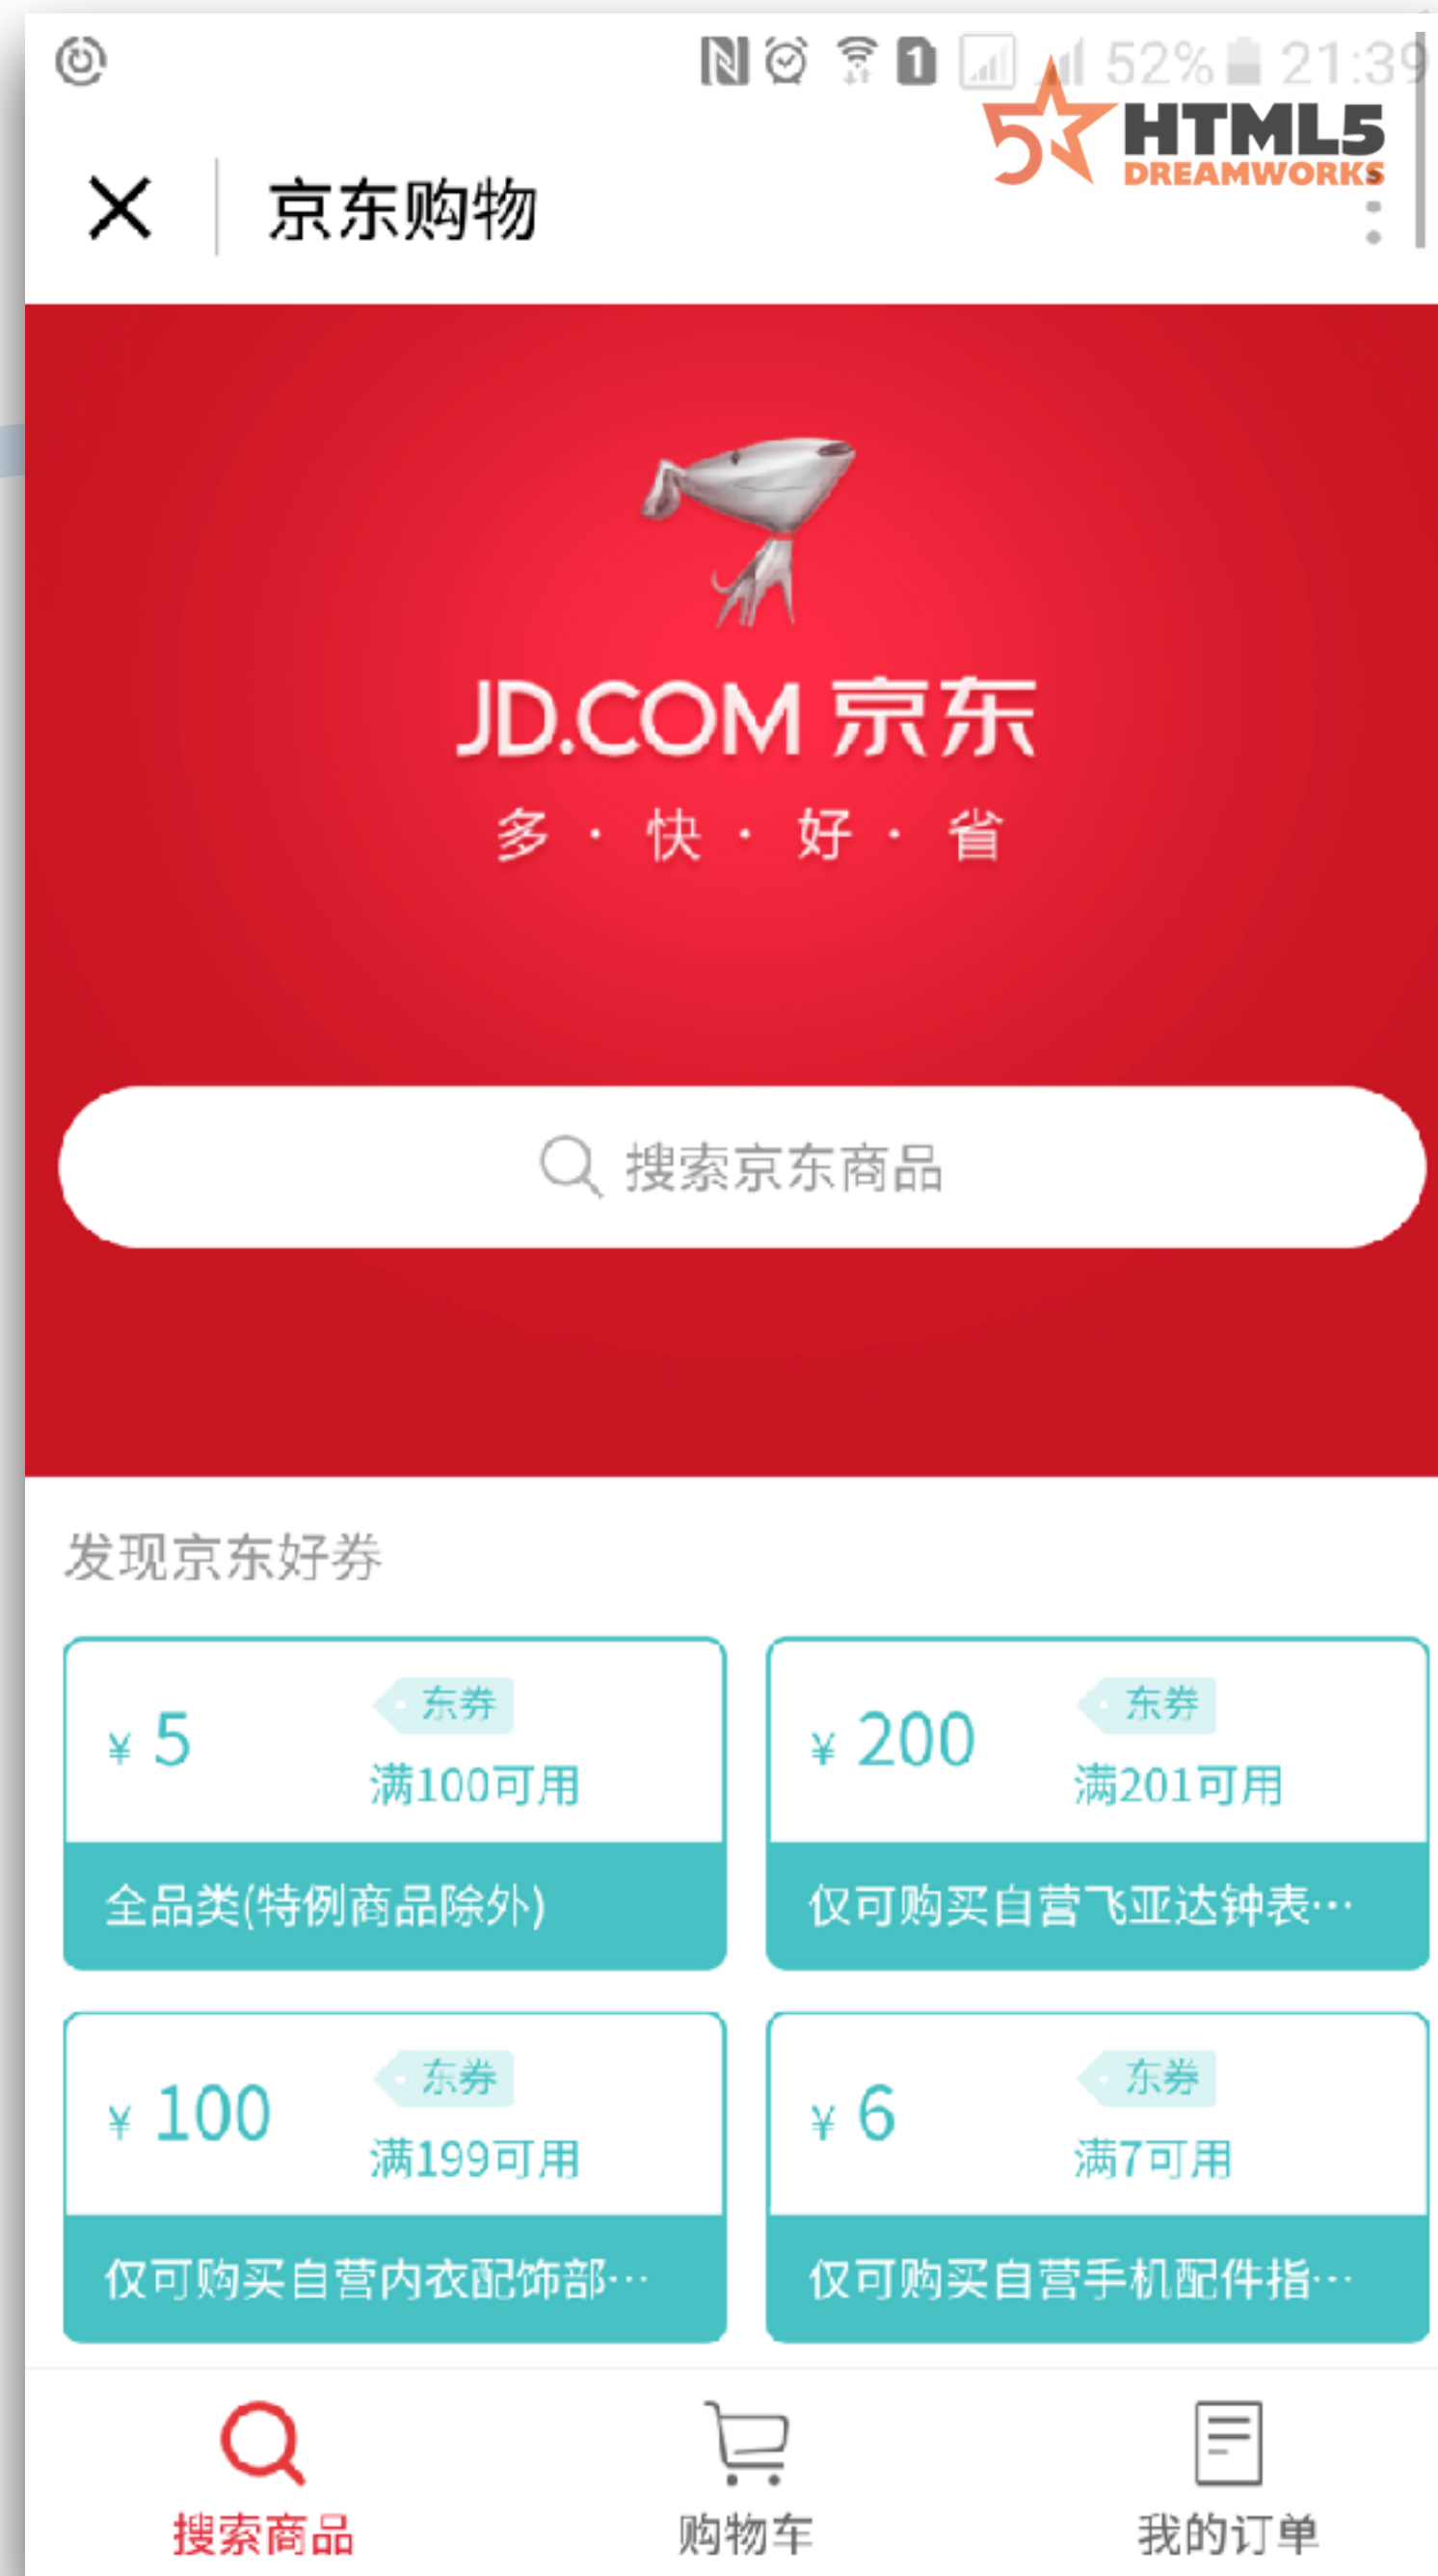 52% 21:39
HTML5
DREAMWORKS
京东购物
JD.COM 京东
多 · 快 · 好 · 省
搜索京东商品
发现京东好券
¥ 5
东券
满100可用
全品类(特例商品除外)
¥ 200
东券
满201可用
仅可购买自营飞亚达钟表…
¥ 100
东券
满199可用
仅可购买自营内衣配饰部…
¥ 6
东券
满7可用
仅可购买自营手机配件指…
搜索商品
购物车
我的订单